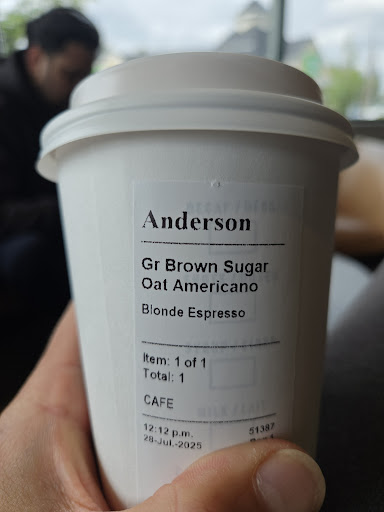 Anderson
Gr Brown Sugar
Oat Americano
Blonde Espresso
Item: 1 of 1
Total: 1
CAFE
12:12 p.m. 51387
28-Jul.-2025